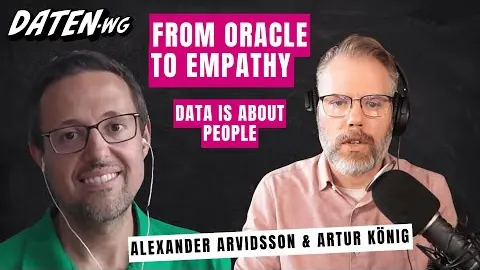 DATEN-WG
FROM ORACLE
TO EMPATHY
DATA IS ABOUT
PEOPLE
ALEXANDER ARVIDSSON & ARTUR KÖNIG